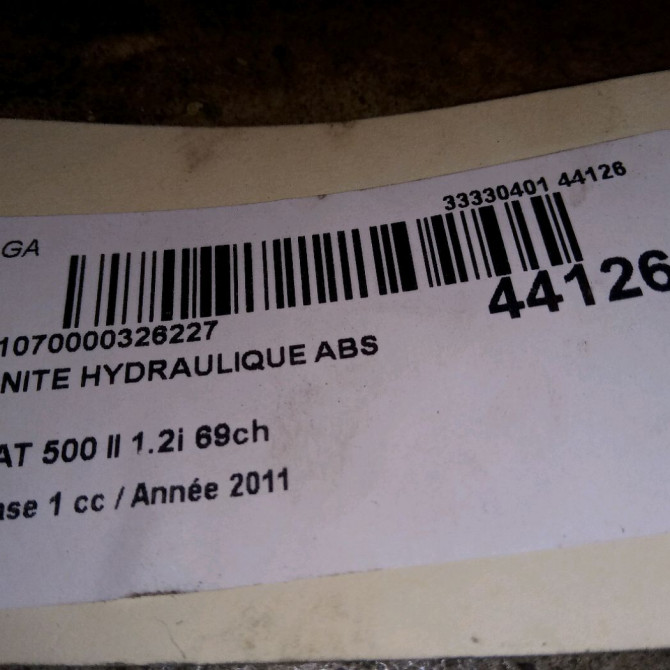 33330401 44126
GA
44126
1070000326227
NITE HYDRAULIQUE ABS
AT 500 II 1.2i 69ch
ase 1 cc / Année 2011